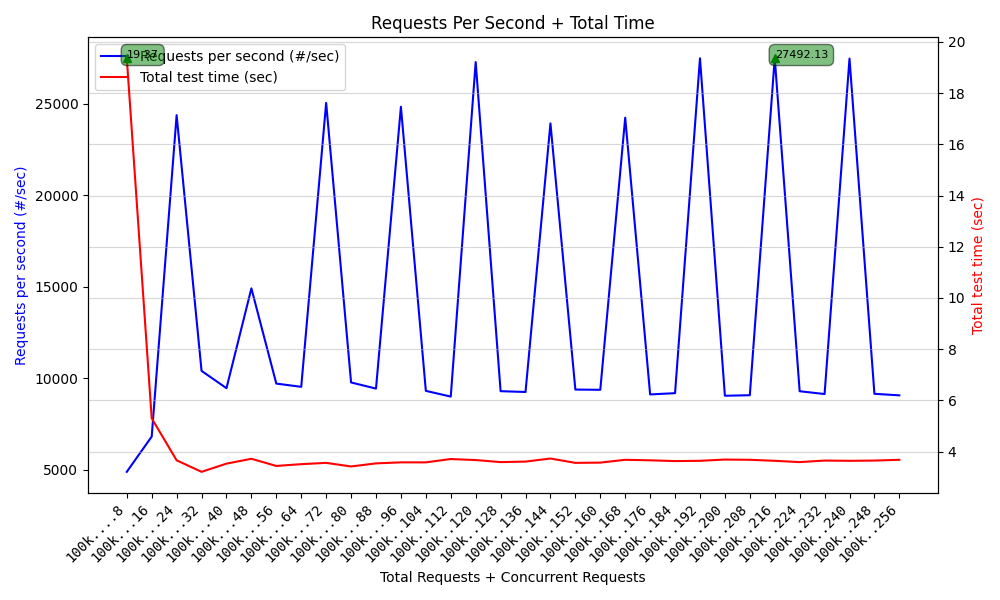 Requests Per Second + Total Time
Requests per second (#/sec)
Total test time (sec)
19.37
27492.13
Requests per second (#/sec)
25000
20000
15000
10000
5000
20
18
16
14
12
10
8
6
4
Total test time (sec)
100k....8
100k...16
100k...24
100k...32
100k...40
100k...48
100k...56
100k...64
100k...72
100k...80
100k...88
100k...96
100k..104
100k..112
100k..120
100k..128
100k..136
100k..144
100k..152
100k..160
100k..168
100k..176
100k..184
100k..192
100k..200
100k..208
100k..216
100k..224
100k..232
100k..240
100k..248
100k..256
Total Requests + Concurrent Requests